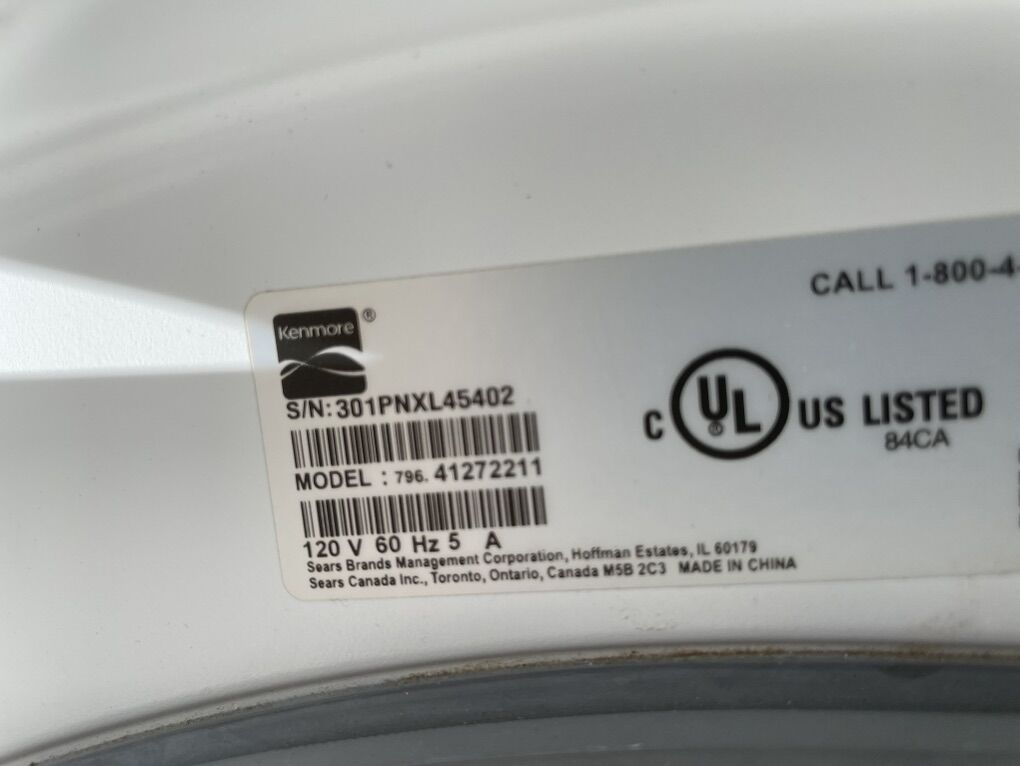 CALL 1-800-4
Kenmore ®
S/N: 301PNXL45402
MODEL : 796. 41272211
120 V 60 Hz 5 A
Sears Brands Management Corporation, Hoffman Estates, IL 60179
Sears Canada Inc., Toronto, Ontario, Canada M5B 2C3 MADE IN CHINA
C UL ® US LISTED
84CA